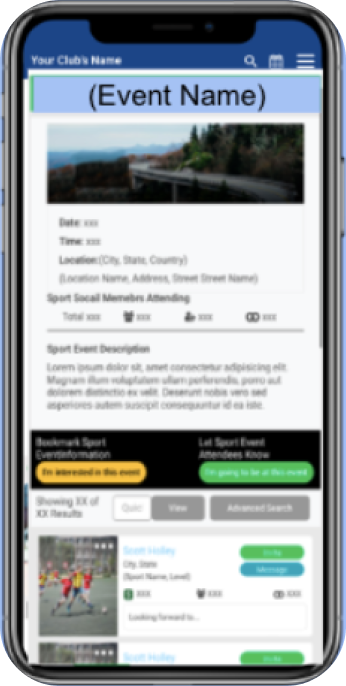 Your Club's Name
(Event Name)
Date: xxx
Time: xxx
Location:(City, State, Country)
(Location Name, Address, Street Street Name)
Sport Socail Memebrs Attending
Total xxx xxx xxx xxx
Sport Event Description
Lorem ipsum dolor sit, amet consectetur adipisicing elit.
Magnam illum voluptatem ullam perferendis, porro aut
dolorem distinctio ex velit. Deserunt nobis vero sed
asperiores autem suscipit consequuntur id ea iste.
Bookmark Sport
EventInformation
Let Sport Event
Attendees Know
I'm interested in this event
I'm going to be at this event
Showing XX of
XX Results
Quick
View
Advanced Search
Scott Holley
City, State
(Sport Name, Level)
Message
XXX XXX XXX
Looking forward to...
Scott Holley